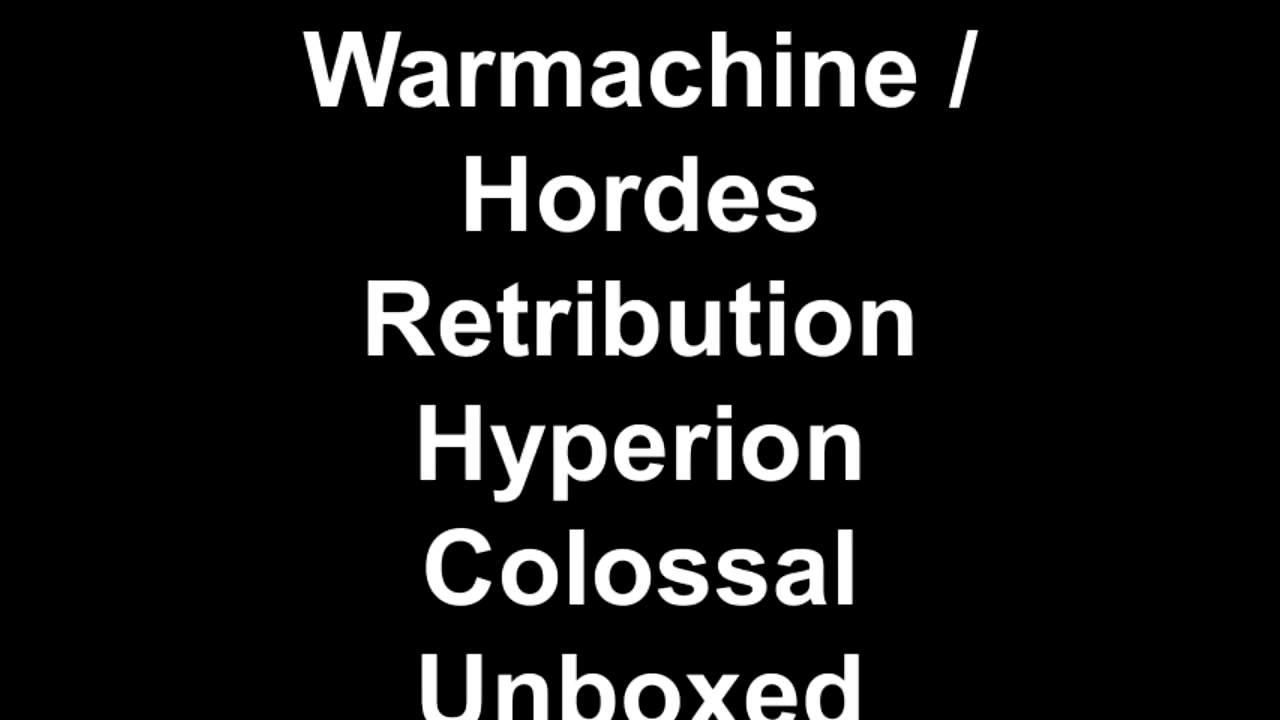 Warmachine /
Hordes
Retribution
Hyperion
Colossal
Unboxed